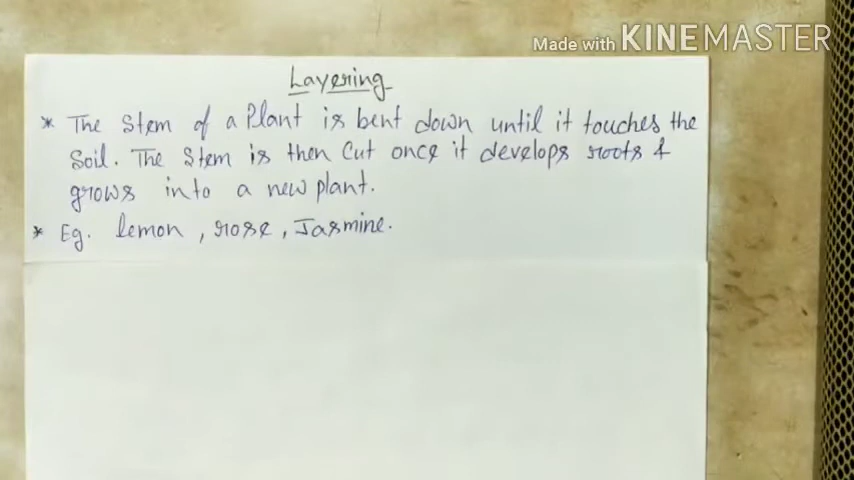 Made with KINEMASTER
Layering
* The Stem of a Plant is bent down until it touches the
Soil. The Stem is then Cut once it develops roots &
grows into a new plant.
* Eg. lemon, rose, Jasmine.